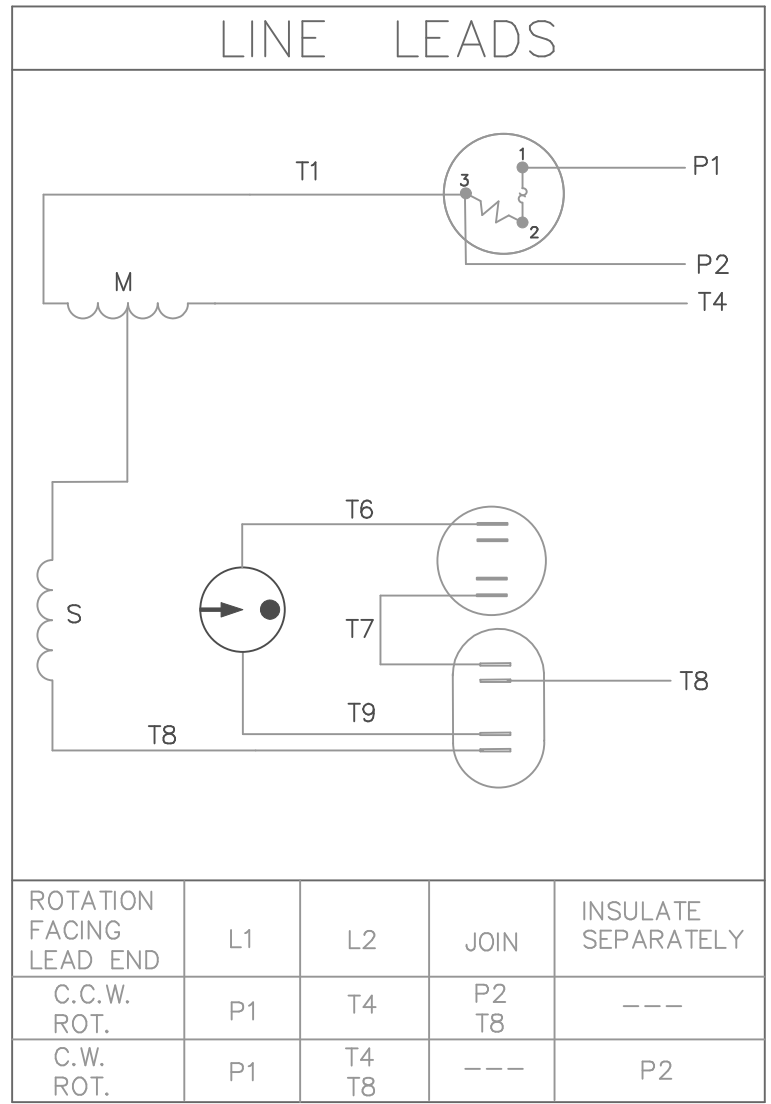 LINE LEADS
1
P1
T1
3
2
P2
M
T4
T6
S
T7
T8
T9
T8
ROTATION
FACING
LEAD END
L1
L2
JOIN
INSULATE
SEPARATELY
C.C.W.
ROT.
P1
T4
P2
T8
---
C.W.
ROT.
P1
T4
T8
---
P2